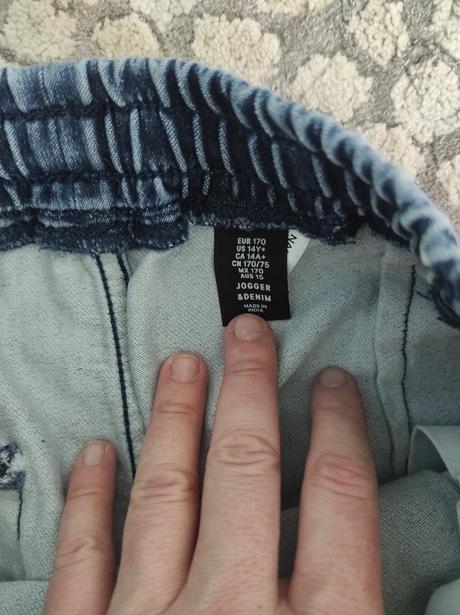 EUR 170
US 14Y+
CA 14A+
CN 170/75
MX 170
AUS 15
JOGGER
&DENIM
MADE IN
INDIA